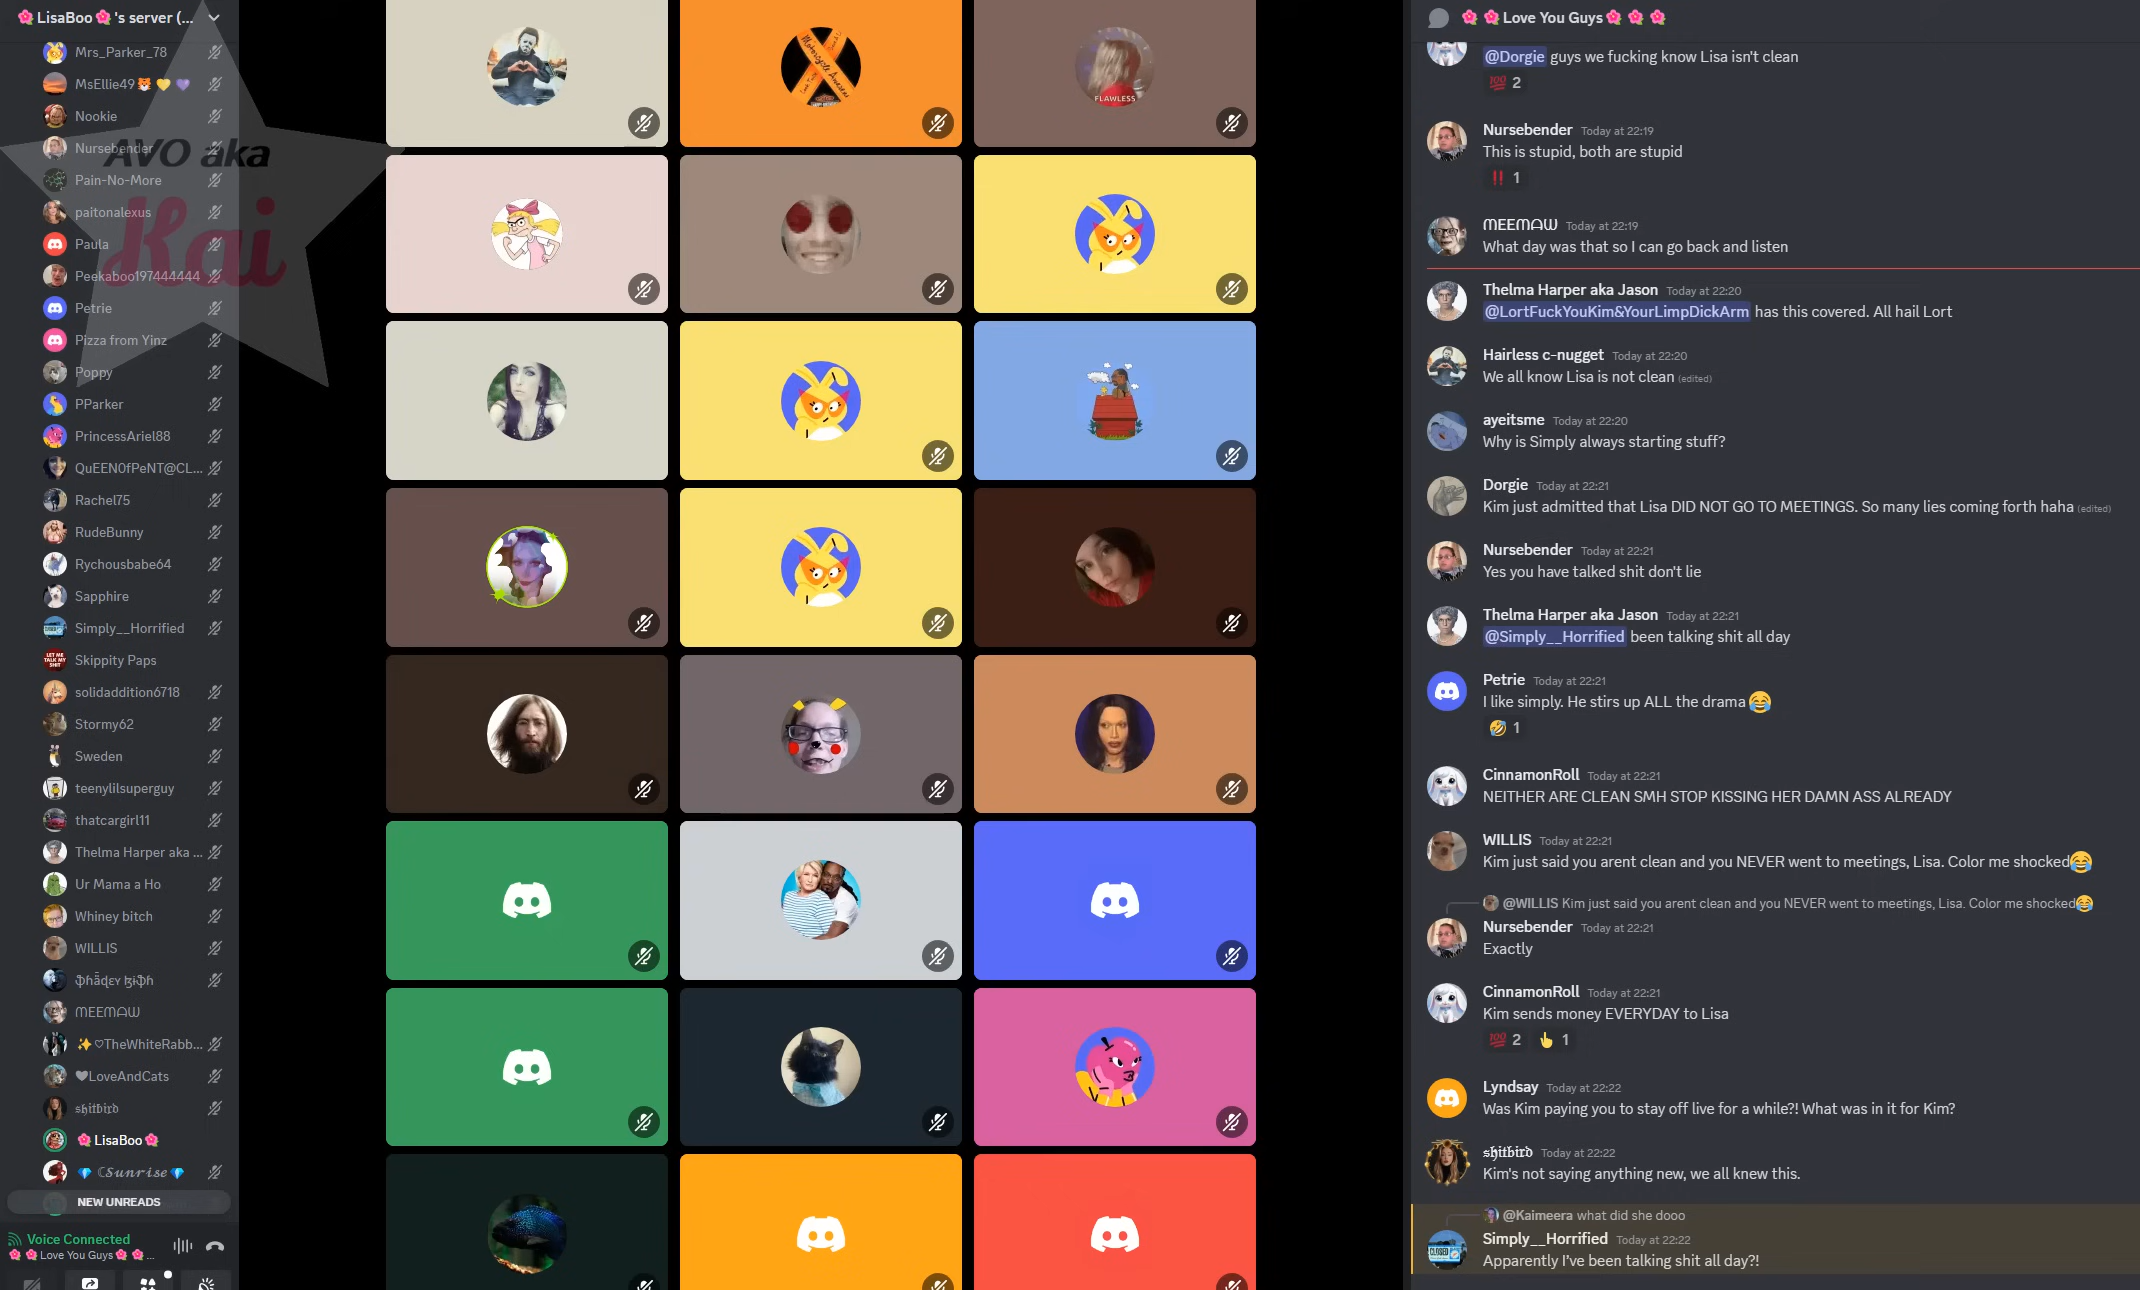 🌺LisaBoo🌺's server (...
Mrs_Parker_78
MsEllie49🐯💛💜
Nookie
Nursebender
Pain-No-More
paitonalexus
Paula
Peekaboo197444444
Petrie
Pizza from Yinz
Poppy
PParker
PrincessAriel88
QuEEN0fPeNT@CL...
Rachel75
RudeBunny
Rychousbabe64
Sapphire
Simply__Horrified
Skippity Paps
solidaddition6718
Stormy62
Sweden
teenylilsuperguy
thatcargirl11
Thelma Harper aka ...
Ur Mama a Ho
Whiney bitch
WILLIS
MEEMAW
✨♡TheWhiteRabb...
♥LoveAndCats
𝖘𝖍𝖎𝖙𝖇𝖎𝖗𝖉
🌺LisaBoo🌺
💎 ☾𝓢𝓾𝓷𝓻𝓲𝓼𝓮💎
NEW UNREADS
Voice Connected
🌺🌺Love You Guys🌺🌺...
AVO aka
Kai
FLAWLESS
LET ME
TALK MY
SHIT
🌺🌺Love You Guys🌺🌺🌺
@Dorgie guys we fucking know Lisa isn't clean
💯 2
Nursebender Today at 22:19
This is stupid, both are stupid
‼️ 1
MEEMAW Today at 22:19
What day was that so I can go back and listen
Thelma Harper aka Jason Today at 22:20
@LortFuckYouKim&YourLimpDickArm has this covered. All hail Lort
Hairless c-nugget Today at 22:20
We all know Lisa is not clean (edited)
ayeitsme Today at 22:20
Why is Simply always starting stuff?
Dorgie Today at 22:21
Kim just admitted that Lisa DID NOT GO TO MEETINGS. So many lies coming forth haha (edited)
Nursebender Today at 22:21
Yes you have talked shit don't lie
Thelma Harper aka Jason Today at 22:21
@Simply__Horrified been talking shit all day
Petrie Today at 22:21
I like simply. He stirs up ALL the drama😂
🤣 1
CinnamonRoll Today at 22:21
NEITHER ARE CLEAN SMH STOP KISSING HER DAMN ASS ALREADY
WILLIS Today at 22:21
Kim just said you arent clean and you NEVER went to meetings, Lisa. Color me shocked😂
@WILLIS Kim just said you arent clean and you NEVER went to meetings, Lisa. Color me shocked😂
Nursebender Today at 22:21
Exactly
CinnamonRoll Today at 22:21
Kim sends money EVERYDAY to Lisa
💯 2 👆 1
Lyndsay Today at 22:22
Was Kim paying you to stay off live for a while?! What was in it for Kim?
𝖘𝖍𝖎𝖙𝖇𝖎𝖗𝖉 Today at 22:22
Kim's not saying anything new, we all knew this.
@Kaimeera what did she dooo
Simply__Horrified Today at 22:22
Apparently I've been talking shit all day?!
CLOSED